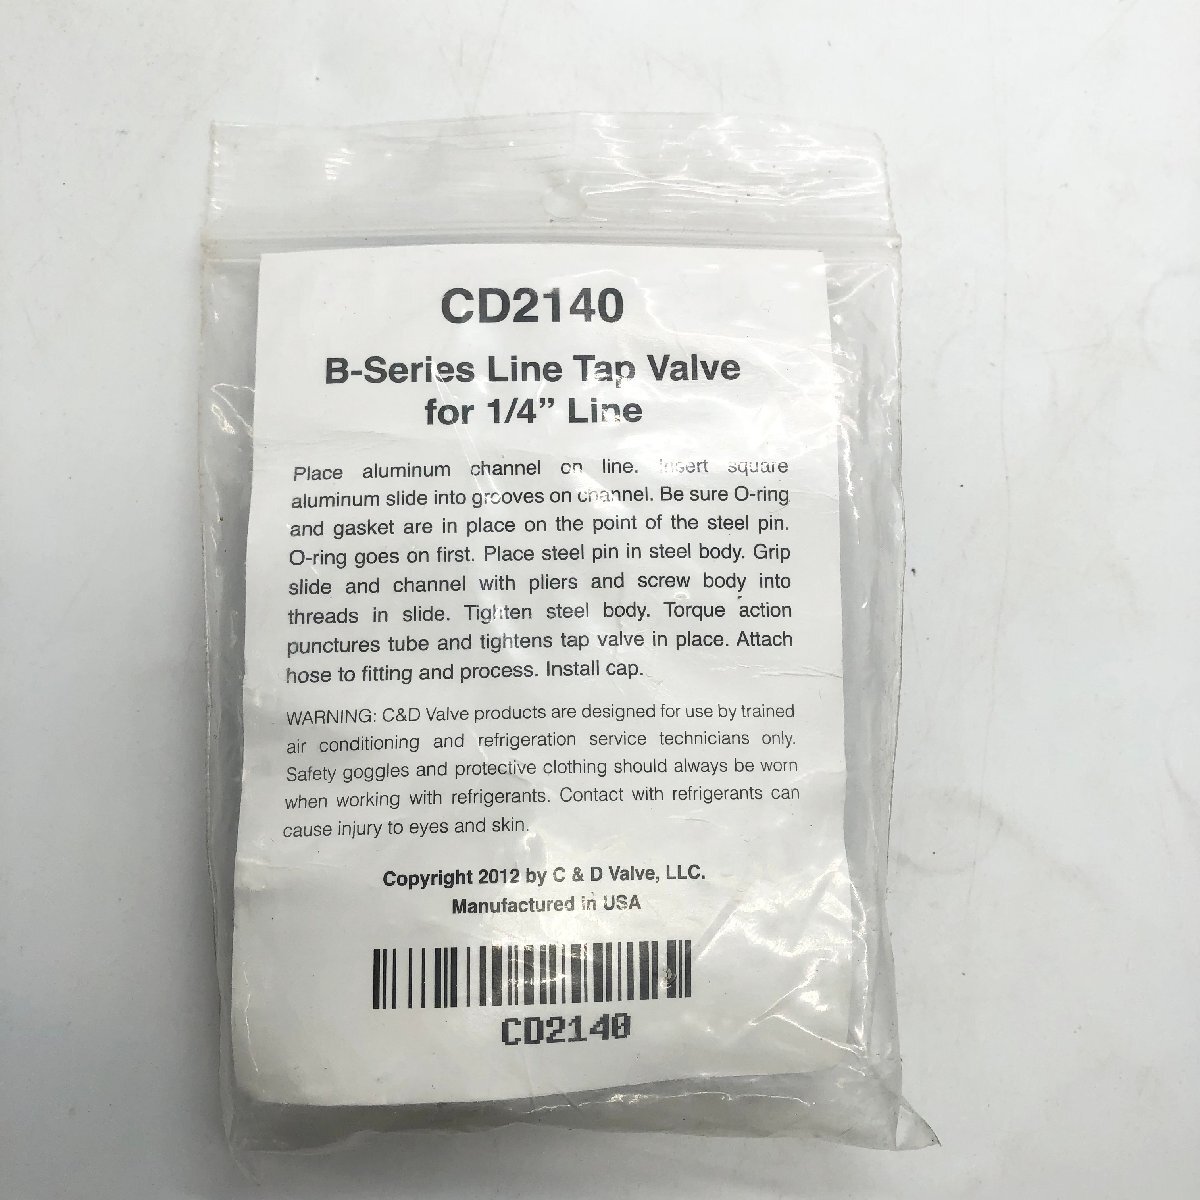 CD2140
B-Series Line Tap Valve
for 1/4” Line
Place aluminum channel on line. Insert square
aluminum slide into grooves on channel. Be sure O-ring
and gasket are in place on the point of the steel pin.
O-ring goes on first. Place steel pin in steel body. Grip
slide and channel with pliers and screw body into
threads in slide. Tighten steel body. Torque action
punctures tube and tightens tap valve in place. Attach
hose to fitting and process. Install cap.
WARNING: C&D Valve products are designed for use by trained
air conditioning and refrigeration service technicians only.
Safety goggles and protective clothing should always be worn
when working with refrigerants. Contact with refrigerants can
cause injury to eyes and skin.
Copyright 2012 by C & D Valve, LLC.
Manufactured in USA
CD2140